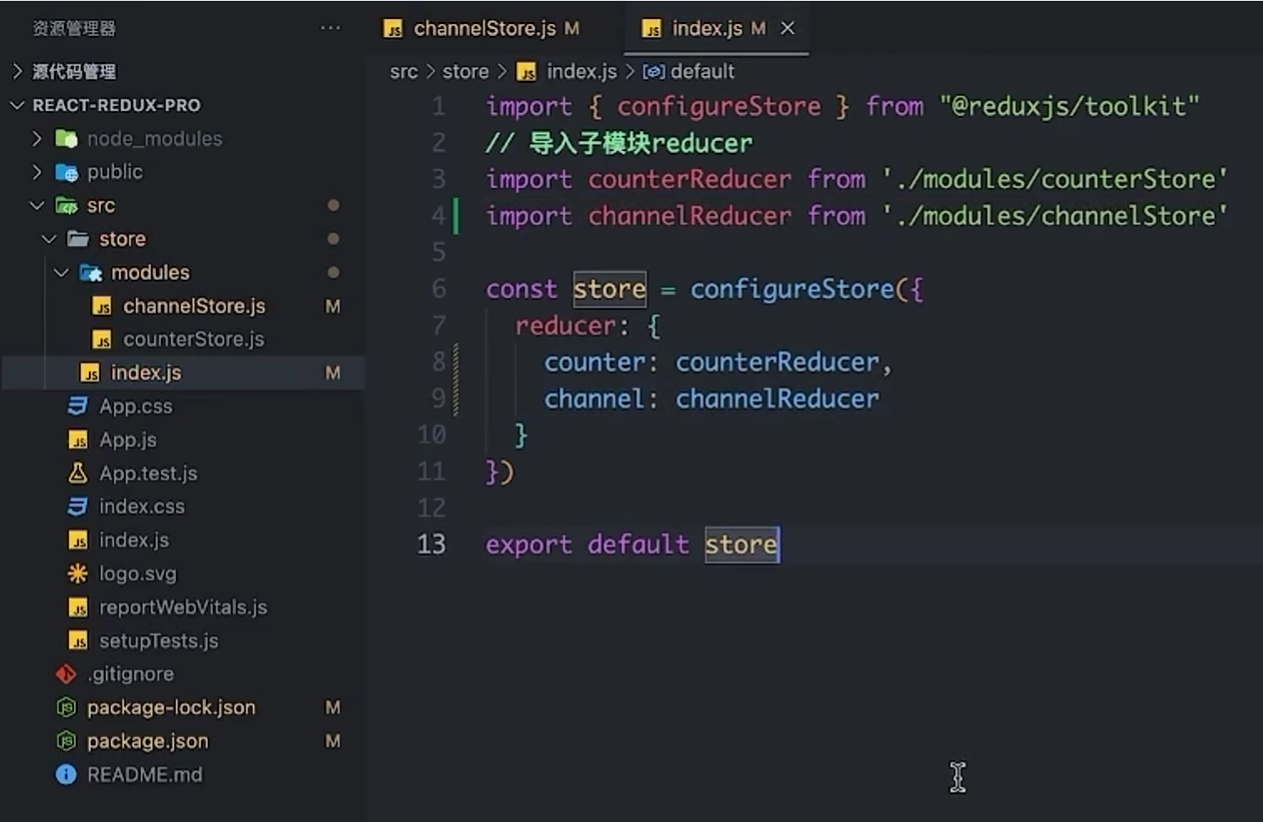 资源管理器 ···
源代码管理
REACT-REDUX-PRO
node_modules
public
src
store
modules
channelStore.js M
counterStore.js
index.js M
App.css
App.js
App.test.js
index.css
index.js
logo.svg
reportWebVitals.js
setupTests.js
.gitignore
package-lock.json M
package.json M
README.md
channelStore.js M index.js M
src > store > index.js > default
1 import { configureStore } from "@reduxjs/toolkit"
2 // 导入子模块reducer
3 import counterReducer from './modules/counterStore'
4 import channelReducer from './modules/channelStore'
5
6 const store = configureStore({
7 reducer: {
8 counter: counterReducer,
9 channel: channelReducer
10 }
11 })
12
13 export default store